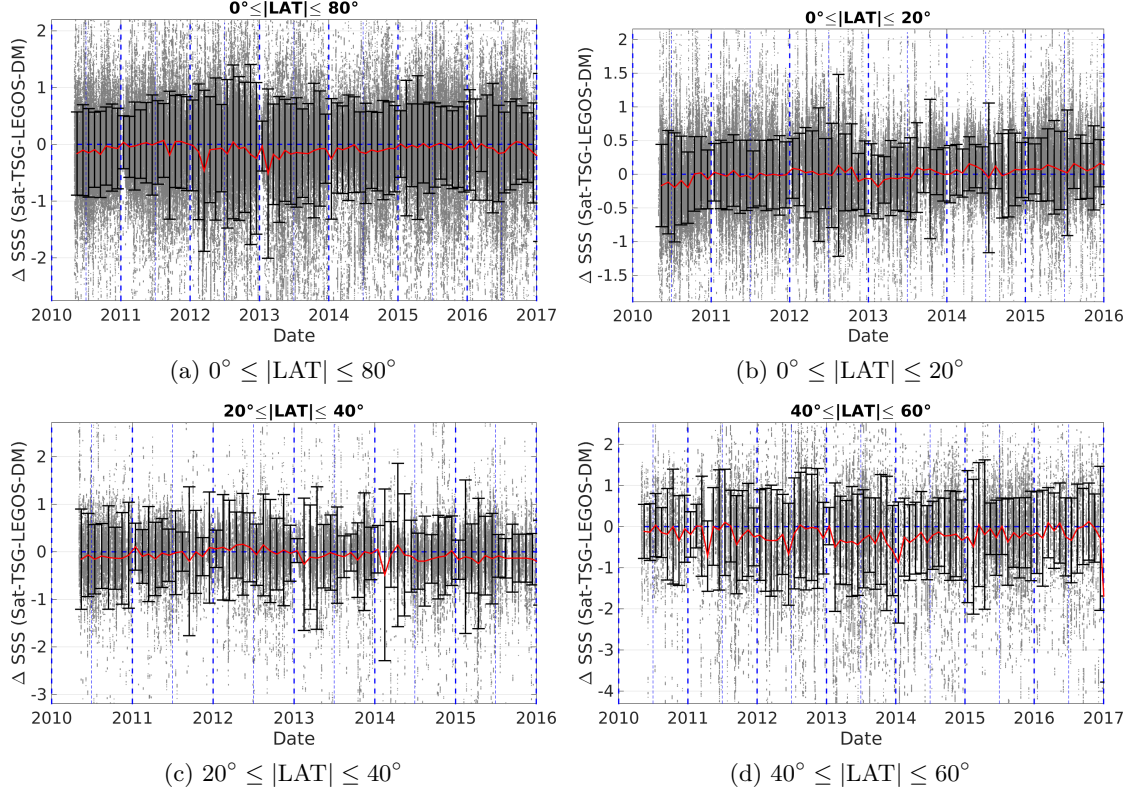 0°≤|LAT|≤ 80°
Δ SSS (Sat-TSG-LEGOS-DM)
2
1
0
-1
-2
2010 2011 2012 2013 2014 2015 2016 2017
Date
(a) 0° ≤ |LAT| ≤ 80°
0°≤|LAT|≤ 20°
Δ SSS (Sat-TSG-LEGOS-DM)
2
1.5
1
0.5
0
-0.5
-1
-1.5
2010 2011 2012 2013 2014 2015 2016
Date
(b) 0° ≤ |LAT| ≤ 20°
20°≤|LAT|≤ 40°
Δ SSS (Sat-TSG-LEGOS-DM)
2
1
0
-1
-2
-3
2010 2011 2012 2013 2014 2015 2016
Date
(c) 20° ≤ |LAT| ≤ 40°
40°≤|LAT|≤ 60°
Δ SSS (Sat-TSG-LEGOS-DM)
2
1
0
-1
-2
-3
-4
2010 2011 2012 2013 2014 2015 2016 2017
Date
(d) 40° ≤ |LAT| ≤ 60°